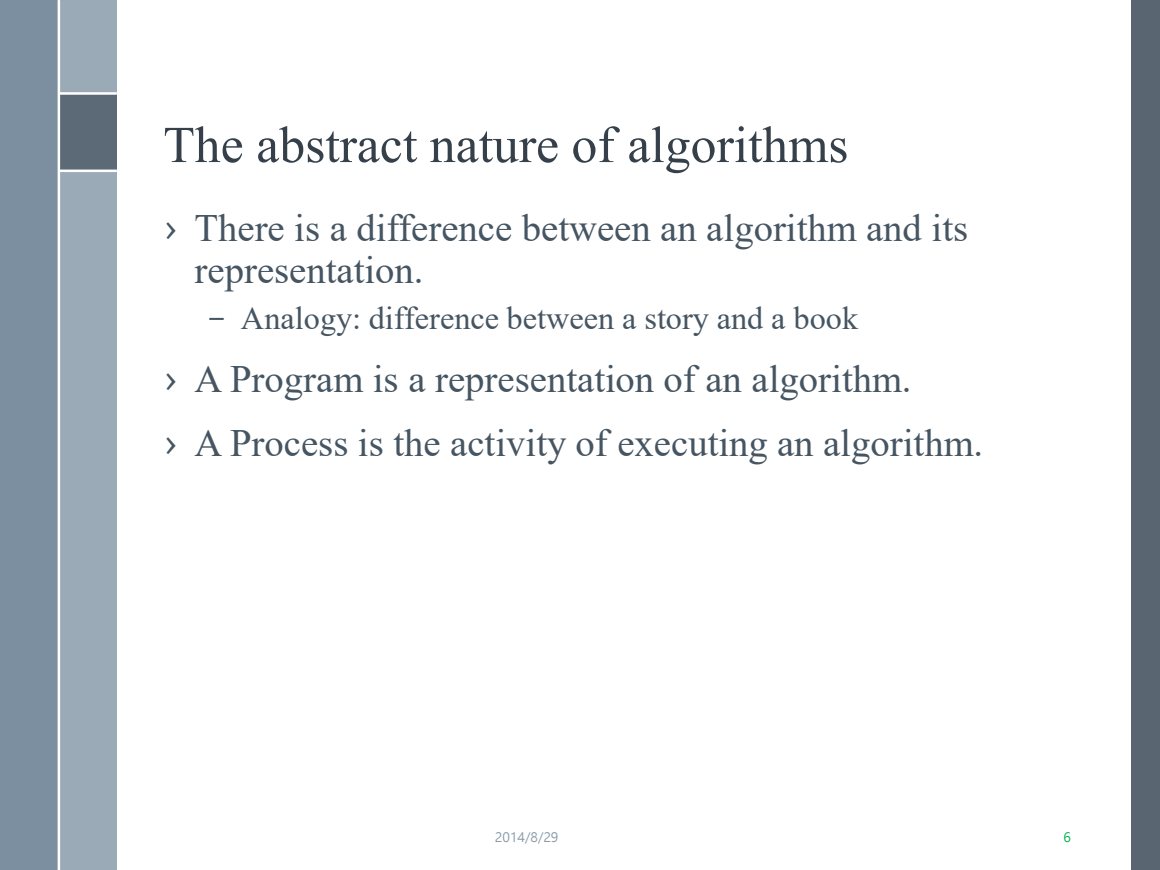 The abstract nature of algorithms
› There is a difference between an algorithm and its
representation.
– Analogy: difference between a story and a book
› A Program is a representation of an algorithm.
› A Process is the activity of executing an algorithm.
2014/8/29
6